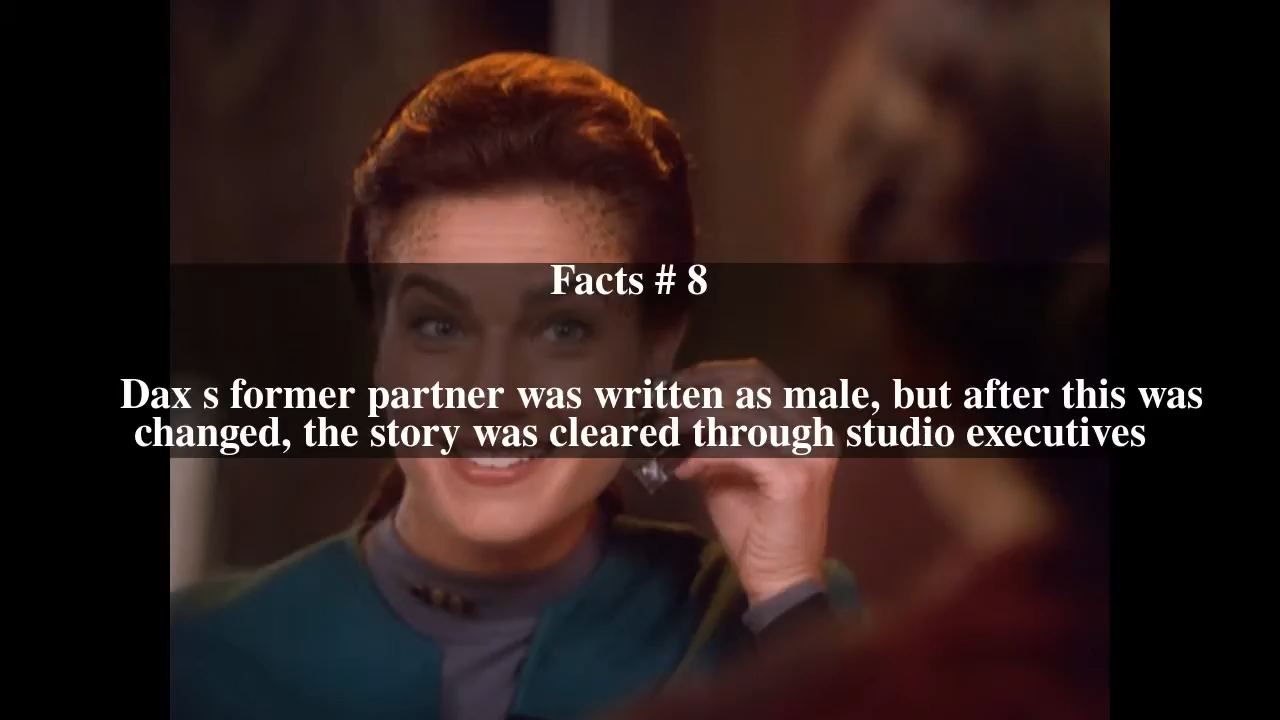 Facts # 8
Dax s former partner was written as male, but after this was
changed, the story was cleared through studio executives